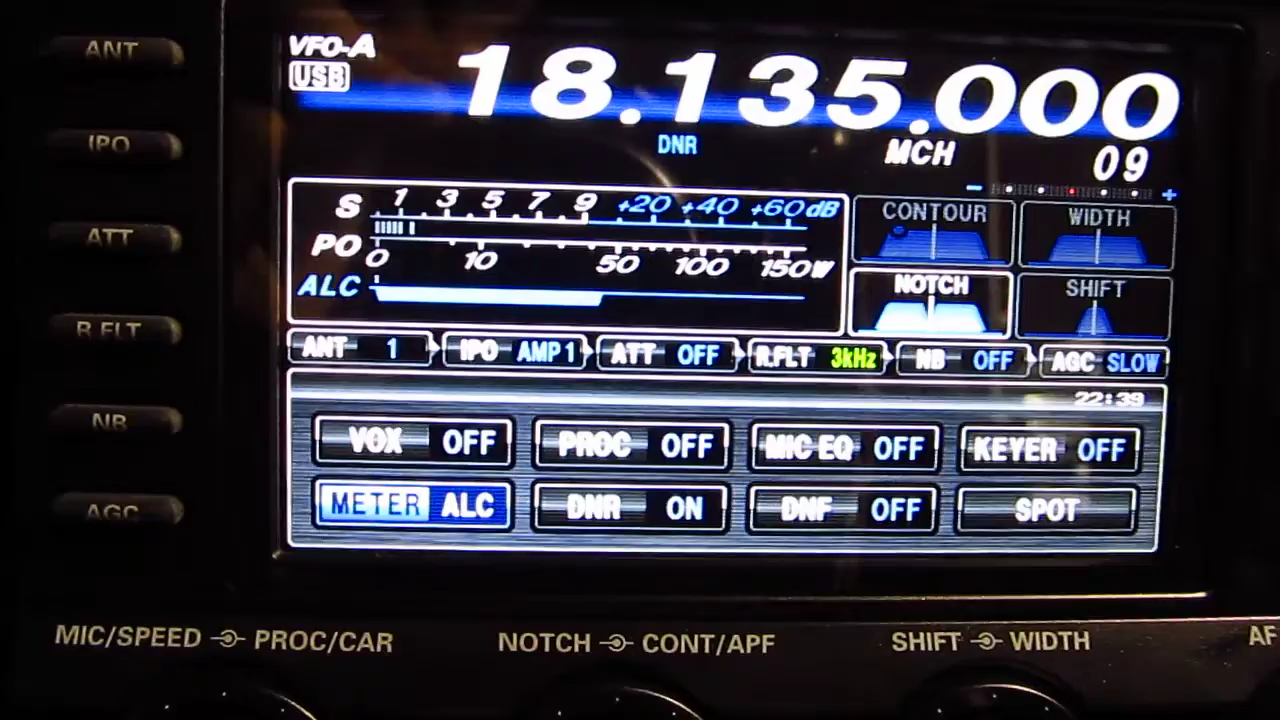 ANT
IPO
ATT
R.FLT
NB
AGC
VFO-A
USB
18.135.000
DNR
MCH 09
- +
S 1 3 5 7 9 +20 +40 +60dB
PO 0 10 50 100 150W
ALC
CONTOUR WIDTH
NOTCH SHIFT
ANT 1 IPO AMP1 ATT OFF R.FLT 3kHz NB OFF AGC SLOW
22:39
VOX OFF PROC OFF MIC EQ OFF KEYER OFF
METER ALC DNR ON DNF OFF SPOT
MIC/SPEED PROC/CAR NOTCH CONT/APF SHIFT WIDTH AF